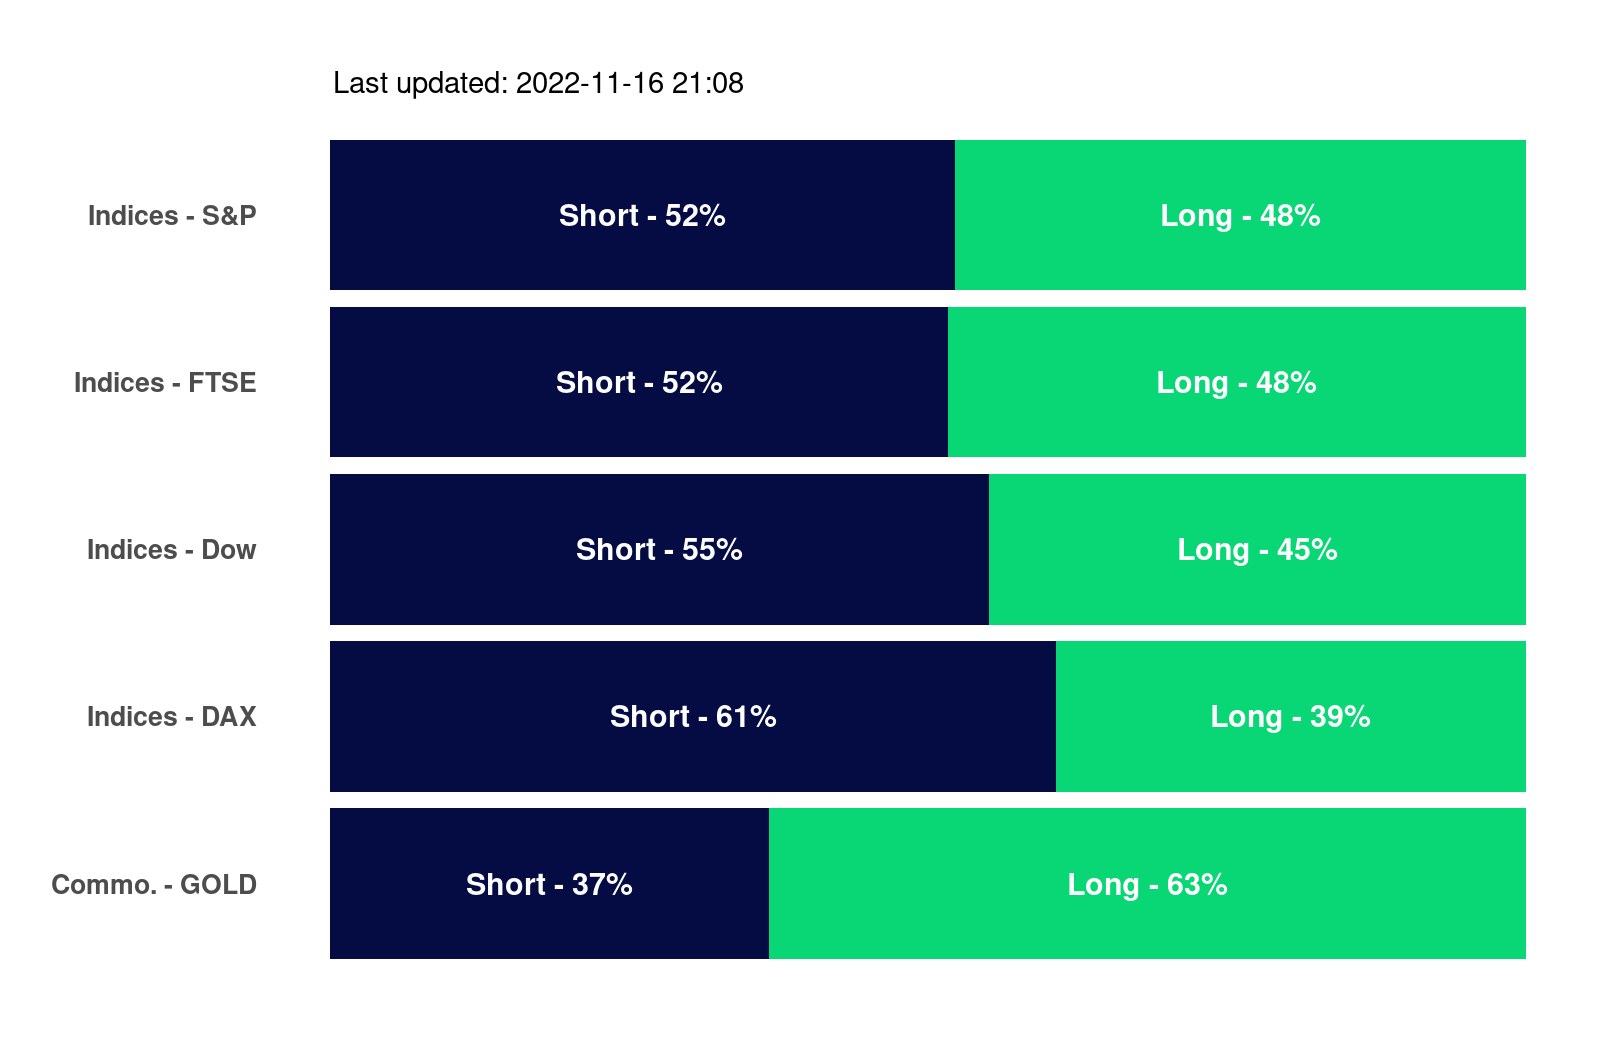 Last updated: 2022-11-16 21:08
Indices - S&P Short - 52% Long - 48%
Indices - FTSE Short - 52% Long - 48%
Indices - Dow Short - 55% Long - 45%
Indices - DAX Short - 61% Long - 39%
Commo. - GOLD Short - 37% Long - 63%